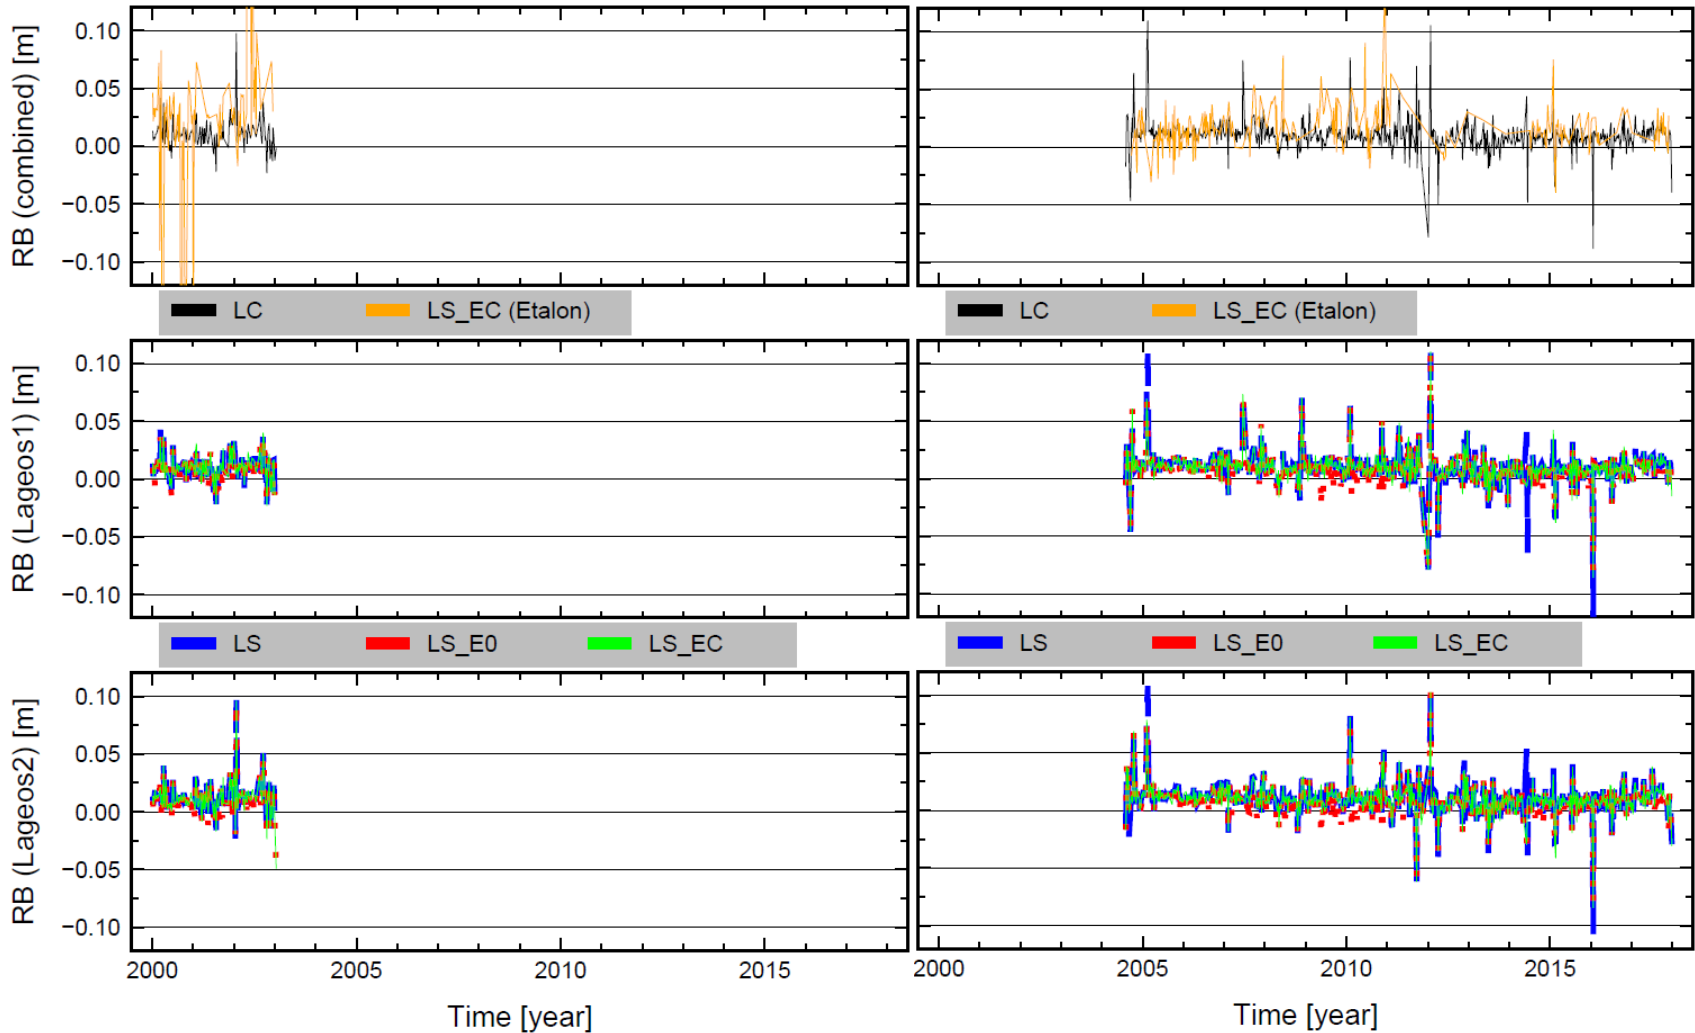 RB (combined) [m]
0.10
0.05
0.00
−0.05
−0.10
LC LS_EC (Etalon)
LC LS_EC (Etalon)
RB (Lageos1) [m]
0.10
0.05
0.00
−0.05
−0.10
LS LS_E0 LS_EC
LS LS_E0 LS_EC
RB (Lageos2) [m]
0.10
0.05
0.00
−0.05
−0.10
2000 2005 2010 2015
2000 2005 2010 2015
Time [year]
Time [year]